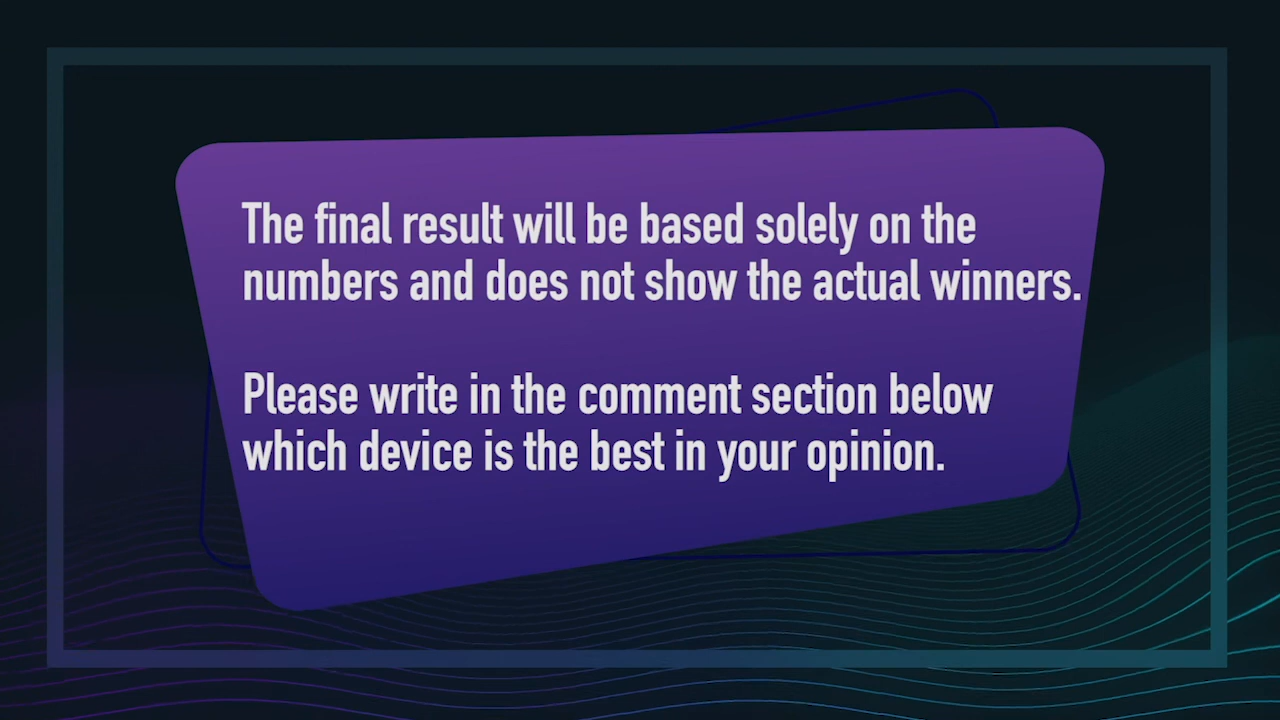 The final result will be based solely on the
numbers and does not show the actual winners.
Please write in the comment section below
which device is the best in your opinion.